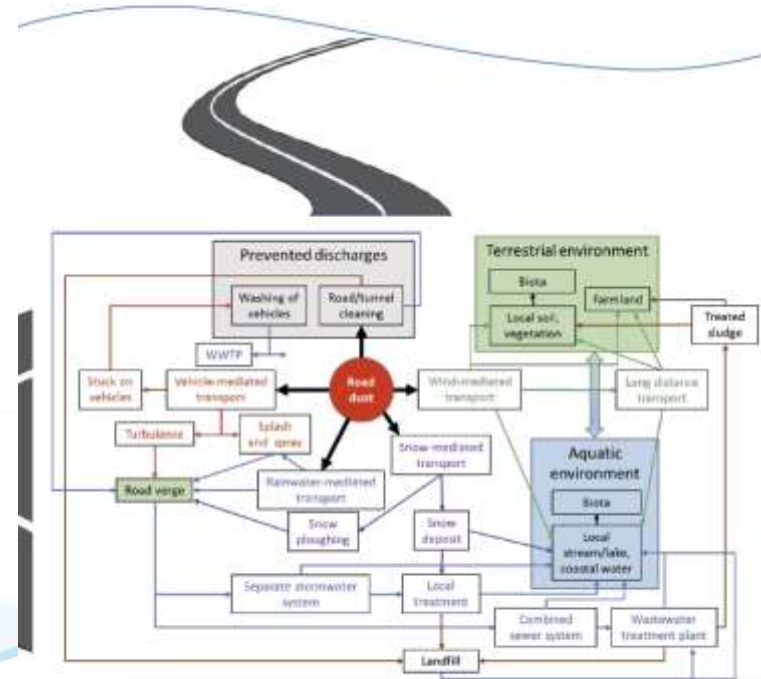 Prevented discharges
Washing of
vehicles
Road/tunnel
cleaning
WWTP
Stuck on
vehicles
Vehicle-mediated
transport
Road
dust
Turbulence
Splash
and spray
Road verge
Rainwater-mediated
transport
Snow
ploughing
Snow-mediated
transport
Snow
deposit
Separate stormwater
system
Local
treatment
Landfill
Terrestrial environment
Biota
Farmland
Local soil,
vegetation
Treated
sludge
Wind-mediated
transport
Long distance
transport
Aquatic
environment
Biota
Local
stream/lake,
coastal water
Combined
sewer system
Wastewater
treatment plant